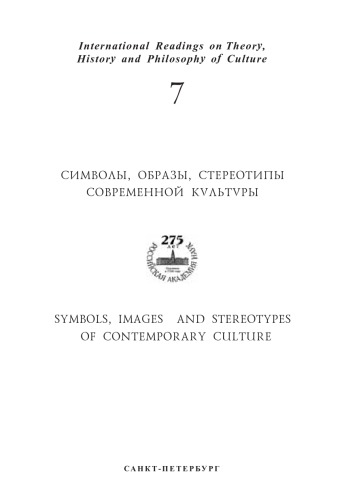 International Readings on Theory,
History and Philosophy of Culture
7
СИМВОЛЫ, ОБРАЗЫ, СТЕРЕОТИПЫ
СОВРЕМЕННОЙ КУЛЬТУРЫ
275
ЛЕТ
РОССИЙСКАЯ АКАДЕМИЯ НАУК
SYMBOLS, IMAGES AND STEREOTYPES
OF CONTEMPORARY CULTURE
САНКТ-ПЕТЕРБУРГ